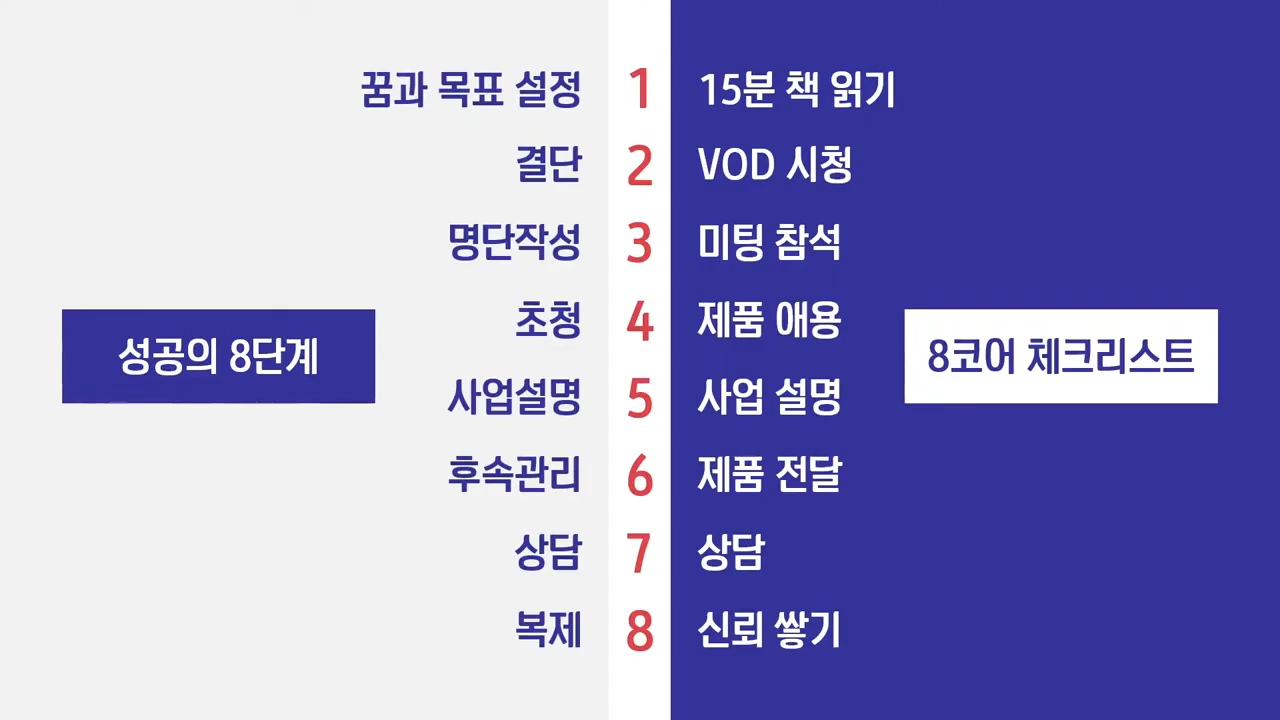 성공의 8단계
꿈과 목표 설정
결단
명단작성
초청
사업설명
후속관리
상담
복제
1
2
3
4
5
6
7
8
15분 책 읽기
VOD 시청
미팅 참석
제품 애용
사업 설명
제품 전달
상담
신뢰 쌓기
8코어 체크리스트